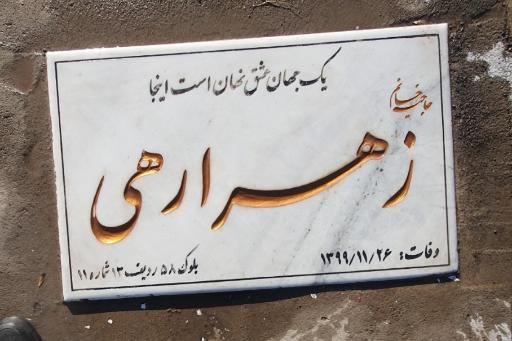 یک جهان عشق نهان است اینجا
حاجیه خانم
زهرا رهی
وفات: ۱۳۹۹/۱۱/۲۶
بلوک ۵۸ ردیف ۱۳ شماره ۱۱